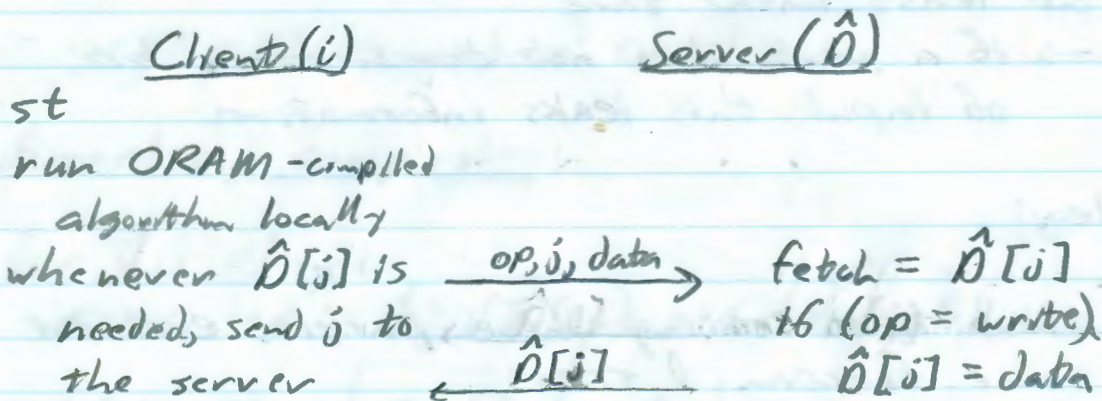 Client (i) Server (D̂)
st
run ORAM-compiled
algorithm locally
whenever D̂[j] is op, j, data fetch = D̂[j]
needed, send j to if (op = write)
the server D̂[j] D̂[j] = data